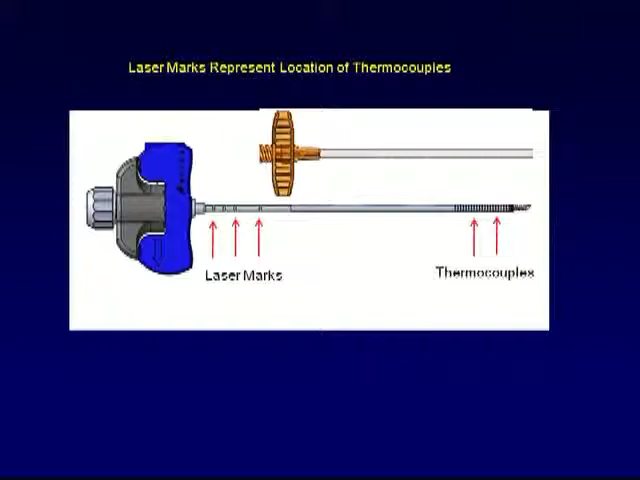 Laser Marks Represent Location of Thermocouples
Laser Marks
Thermocouples